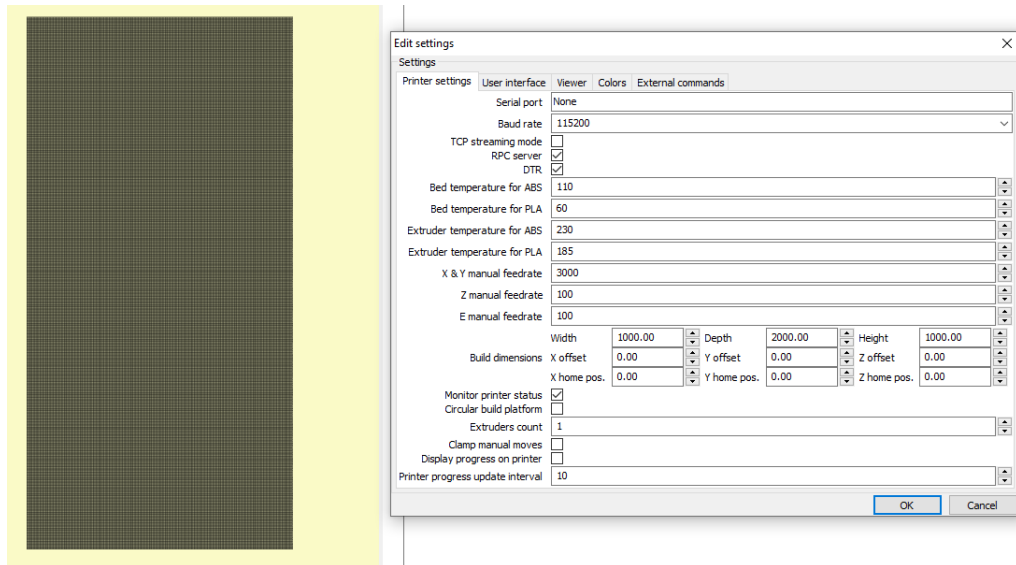 Edit settings
Settings
Printer settings User interface Viewer Colors External commands
Serial port None
Baud rate 115200
TCP streaming mode
RPC server
DTR
Bed temperature for ABS 110
Bed temperature for PLA 60
Extruder temperature for ABS 230
Extruder temperature for PLA 185
X & Y manual feedrate 3000
Z manual feedrate 100
E manual feedrate 100
Width 1000.00 Depth 2000.00 Height 1000.00
Build dimensions X offset 0.00 Y offset 0.00 Z offset 0.00
X home pos. 0.00 Y home pos. 0.00 Z home pos. 0.00
Monitor printer status
Circular build platform
Extruders count 1
Clamp manual moves
Display progress on printer
Printer progress update interval 10
OK Cancel